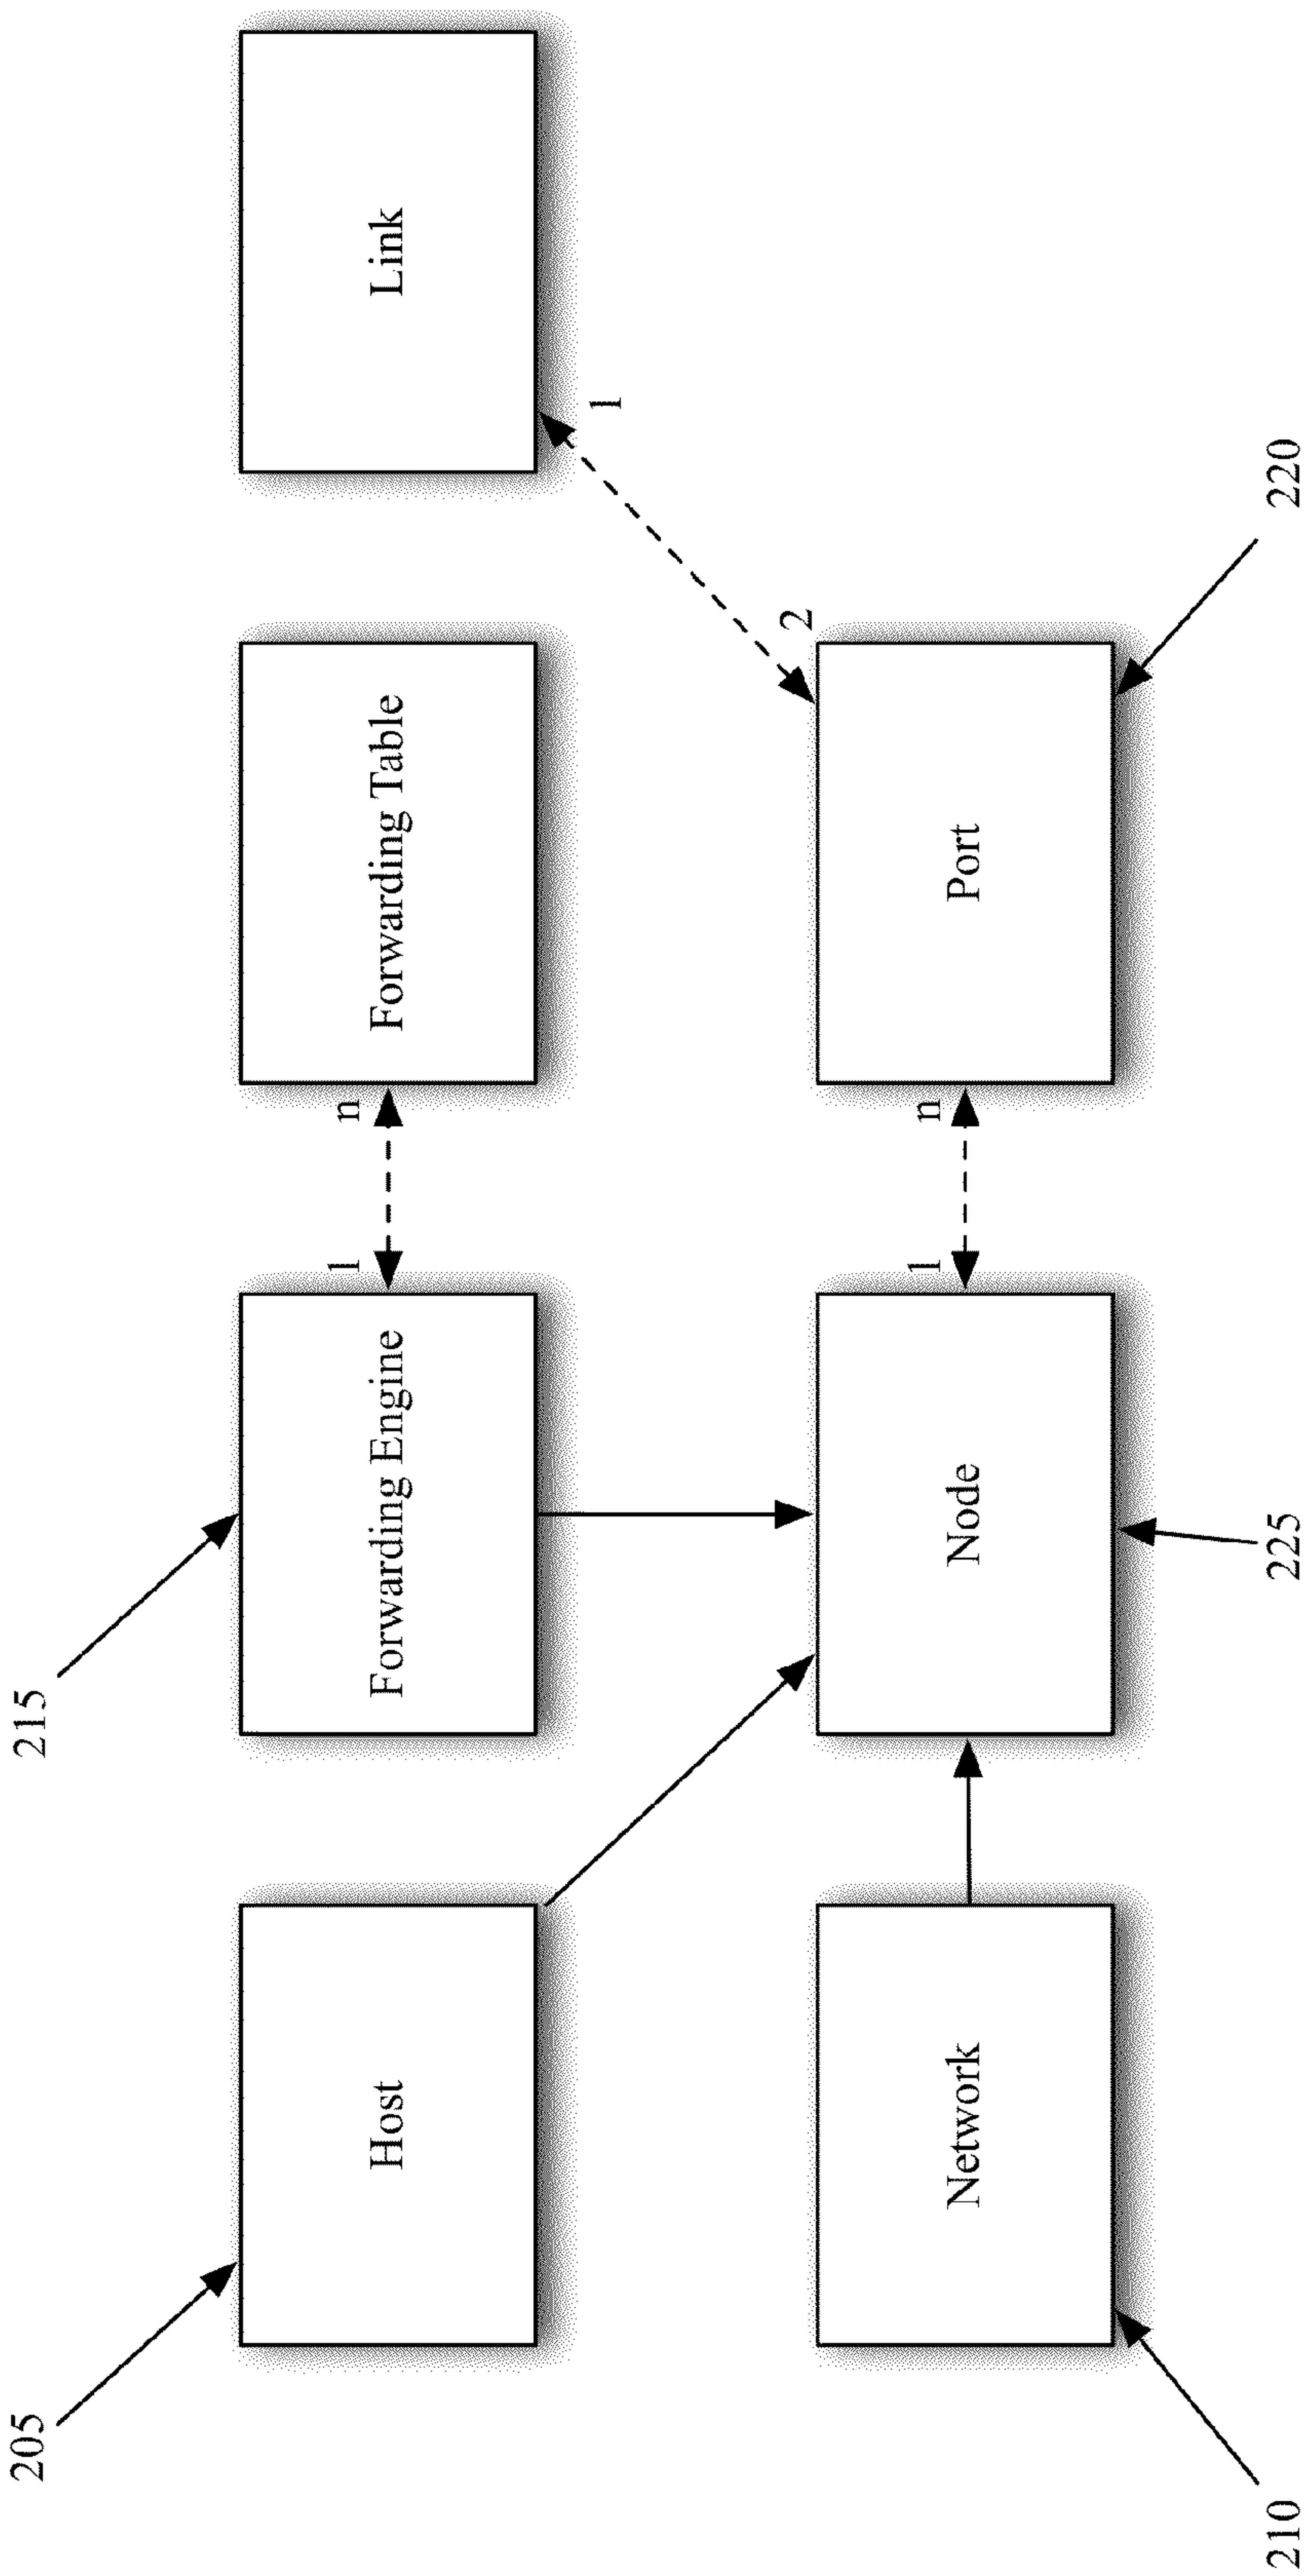 205
215
Host
Forwarding Engine
1
n
Forwarding Table
Link
1
2
Network
Node
1
n
Port
210
225
220